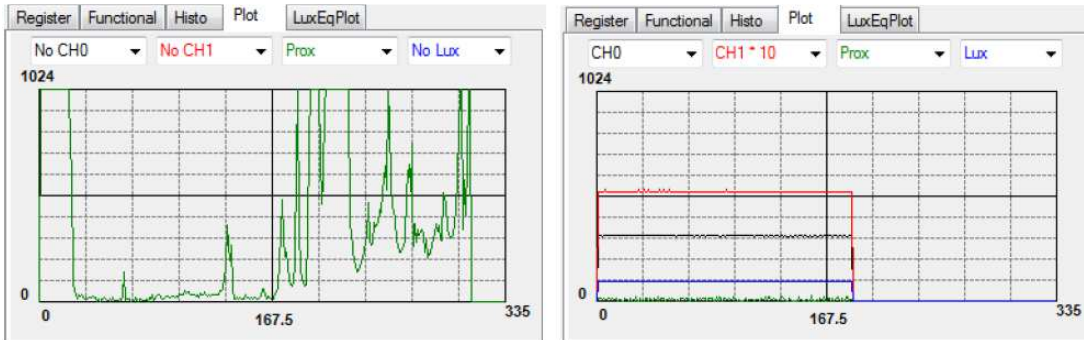 Register Functional Histo Plot LuxEqPlot
No CH0 No CH1 Prox No Lux
1024
0
0 167.5 335
Register Functional Histo Plot LuxEqPlot
CH0 CH1 * 10 Prox Lux
1024
0
0 167.5 335